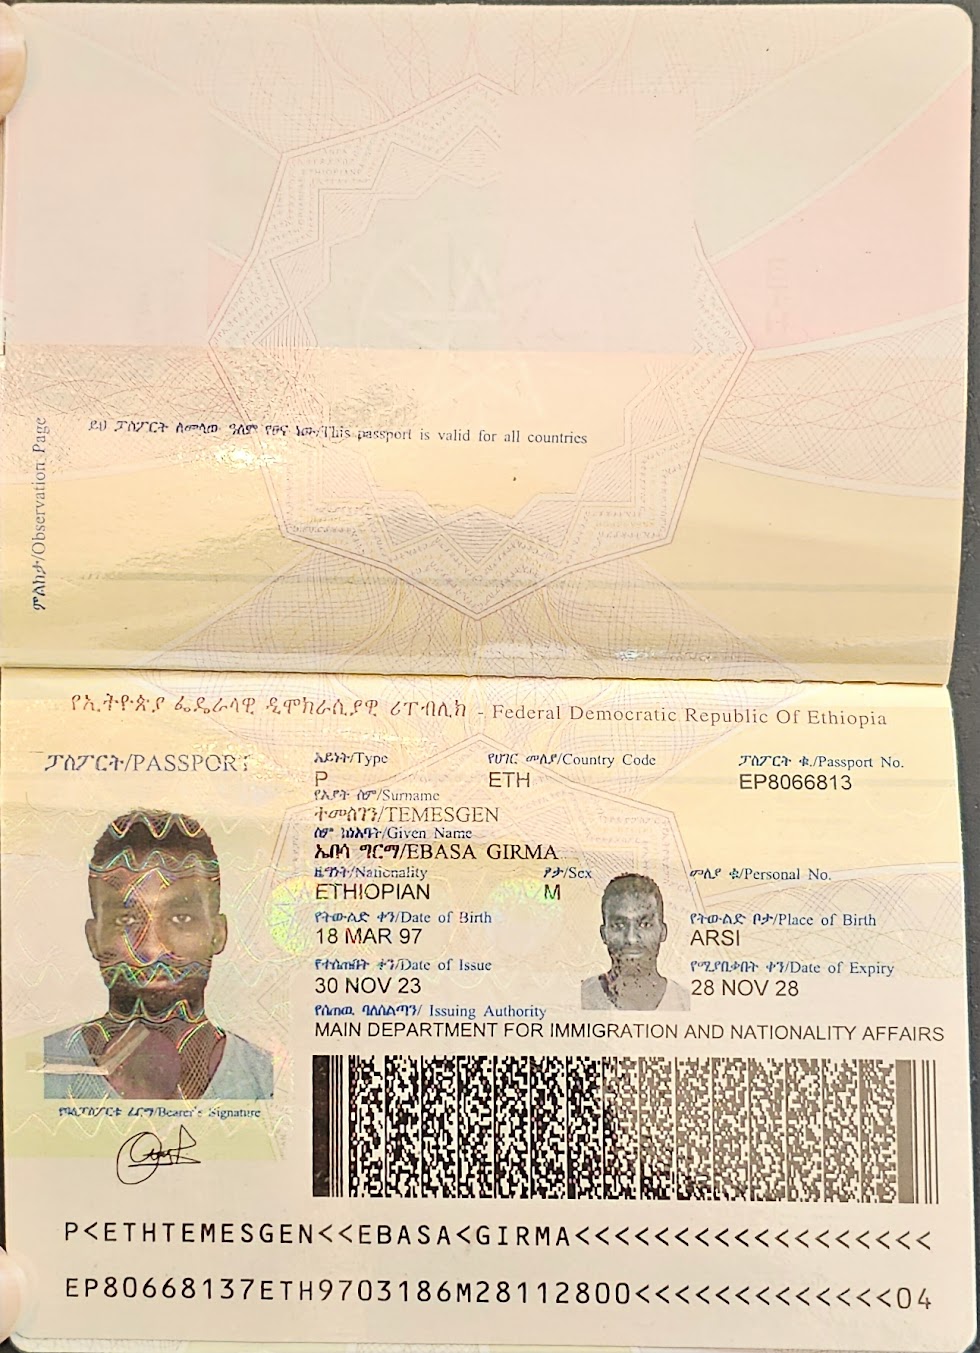 ይህ ፓስፖርት ለመላው ዓለም የፀና ነው/This passport is valid for all countries
ምልከታ/Observation Page
የኢትዮጵያ ፌዴራላዊ ዲሞክራሲያዊ ሪፐብሊክ - Federal Democratic Republic Of Ethiopia
ፓስፖርት/PASSPORT
አይነት/Type
የሀገር መለያ/Country Code
ፓስፖርት ቁ./Passport No.
P
ETH
EP8066813
የአያት ስም/Surname
ተመስገን/TEMESGEN
ስም ከነአባት/Given Name
ኤቢሳ ግርማ/EBASA GIRMA
ዜግነት/Nationality
ፆታ/Sex
መለያ ቁ/Personal No.
ETHIOPIAN
M
የትውልድ ቀን/Date of Birth
የትውልድ ቦታ/Place of Birth
18 MAR 97
ARSI
የተሰጠበት ቀን/Date of Issue
የሚያበቃበት ቀን/Date of Expiry
30 NOV 23
28 NOV 28
የሰጠው ባለስልጣን/ Issuing Authority
MAIN DEPARTMENT FOR IMMIGRATION AND NATIONALITY AFFAIRS
የባለፓስፖርቱ ፊርማ/Bearer's Signature
P<ETHTEMESGEN<<EBASA<GIRMA<<<<<<<<<<<<<<<<<<
EP80668137ETH9703186M28112800<<<<<<<<<<<<<04